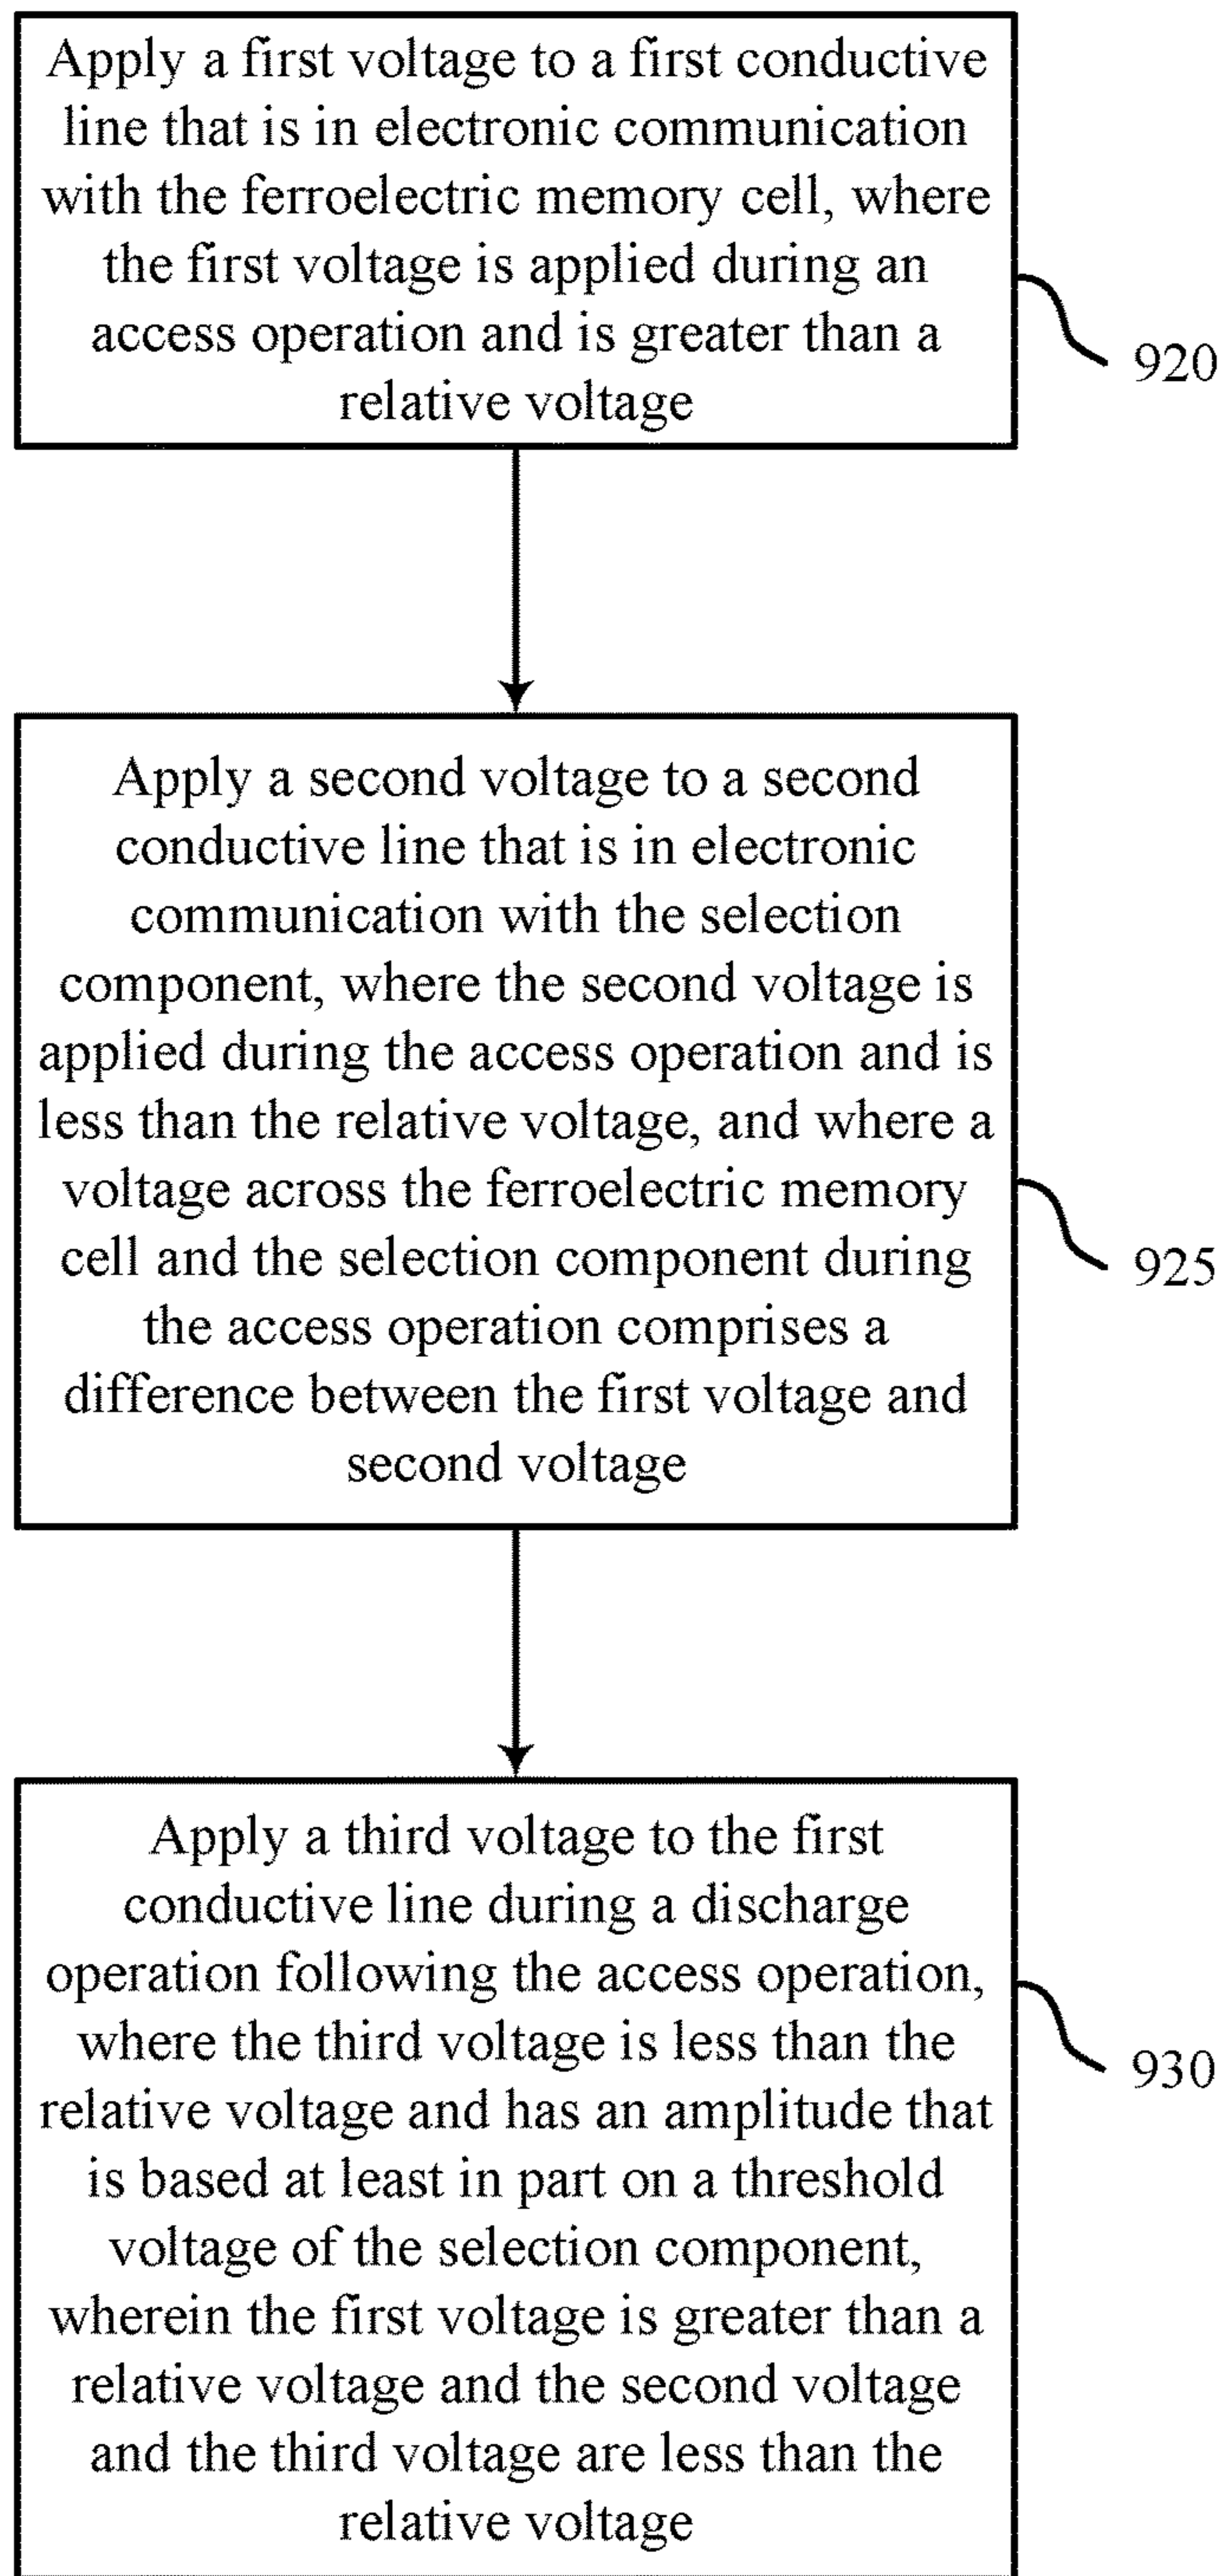 Apply a first voltage to a first conductive
line that is in electronic communication
with the ferroelectric memory cell, where
the first voltage is applied during an
access operation and is greater than a
relative voltage
920
Apply a second voltage to a second
conductive line that is in electronic
communication with the selection
component, where the second voltage is
applied during the access operation and is
less than the relative voltage, and where a
voltage across the ferroelectric memory
cell and the selection component during
the access operation comprises a
difference between the first voltage and
second voltage
925
Apply a third voltage to the first
conductive line during a discharge
operation following the access operation,
where the third voltage is less than the
relative voltage and has an amplitude that
is based at least in part on a threshold
voltage of the selection component,
wherein the first voltage is greater than a
relative voltage and the second voltage
and the third voltage are less than the
relative voltage
930